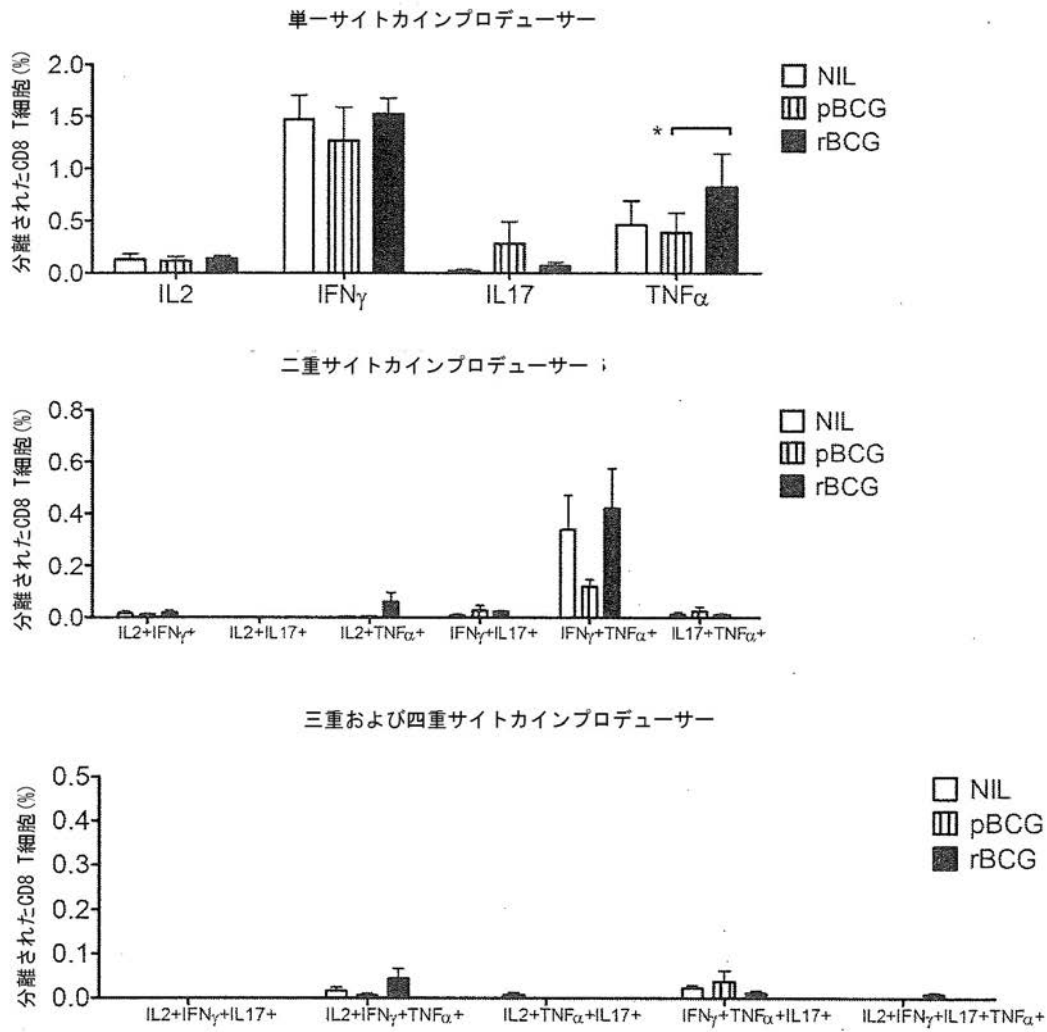 単一サイトカインプロデューサー
分離されたCD8 T細胞(%)
2.0
1.5
1.0
0.5
0.0
NIL
pBCG
rBCG
*
IL2 IFNγ IL17 TNFα
二重サイトカインプロデューサー
分離されたCD8 T細胞(%)
0.8
0.6
0.4
0.2
0.0
NIL
pBCG
rBCG
IL2+IFNγ+ IL2+IL17+ IL2+TNFα+ IFNγ+IL17+ IFNγ+TNFα+ IL17+TNFα+
三重および四重サイトカインプロデューサー
分離されたCD8 T細胞(%)
0.5
0.4
0.3
0.2
0.1
0.0
NIL
pBCG
rBCG
IL2+IFNγ+IL17+ IL2+IFNγ+TNFα+ IL2+TNFα+IL17+ IFNγ+TNFα+IL17+ IL2+IFNγ+IL17+TNFα+